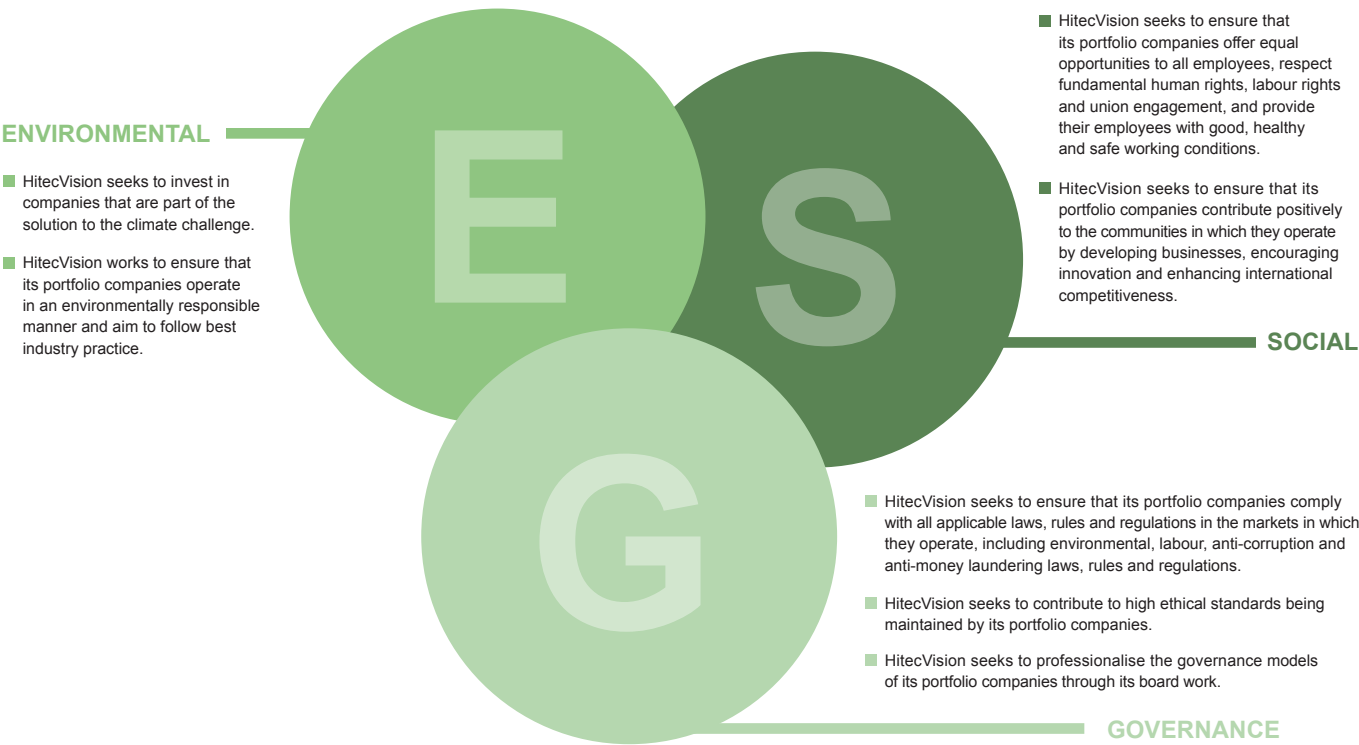 ENVIRONMENTAL
HitecVision seeks to invest in
companies that are part of the
solution to the climate challenge.
HitecVision works to ensure that
its portfolio companies operate
in an environmentally responsible
manner and aim to follow best
industry practice.
E
S
G
HitecVision seeks to ensure that
its portfolio companies offer equal
opportunities to all employees, respect
fundamental human rights, labour rights
and union engagement, and provide
their employees with good, healthy
and safe working conditions.
HitecVision seeks to ensure that its
portfolio companies contribute positively
to the communities in which they operate
by developing businesses, encouraging
innovation and enhancing international
competitiveness.
SOCIAL
HitecVision seeks to ensure that its portfolio companies comply
with all applicable laws, rules and regulations in the markets in which
they operate, including environmental, labour, anti-corruption and
anti-money laundering laws, rules and regulations.
HitecVision seeks to contribute to high ethical standards being
maintained by its portfolio companies.
HitecVision seeks to professionalise the governance models
of its portfolio companies through its board work.
GOVERNANCE